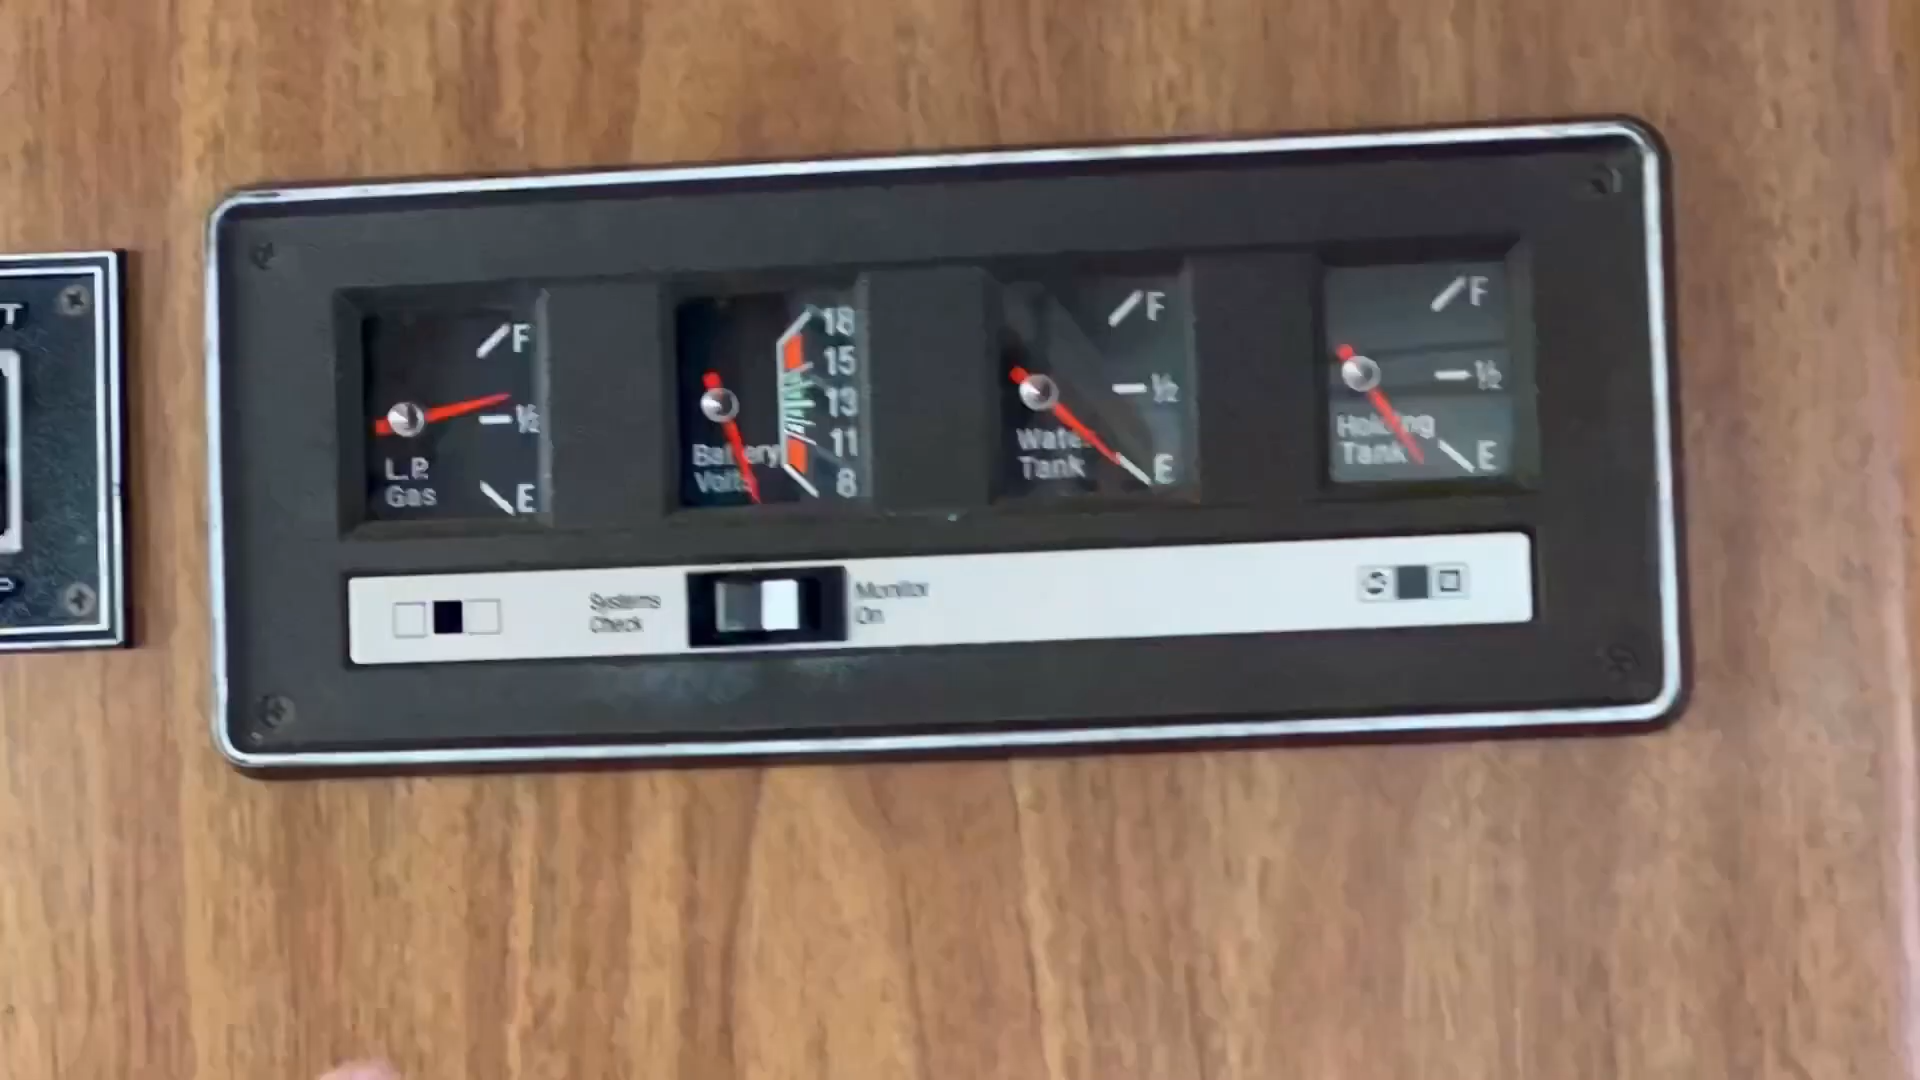 F
½
E
L.P.
Gas
18
15
13
11
8
Battery
Volts
F
½
E
Water
Tank
F
½
E
Holding
Tank
Systems
Check
Monitor
On